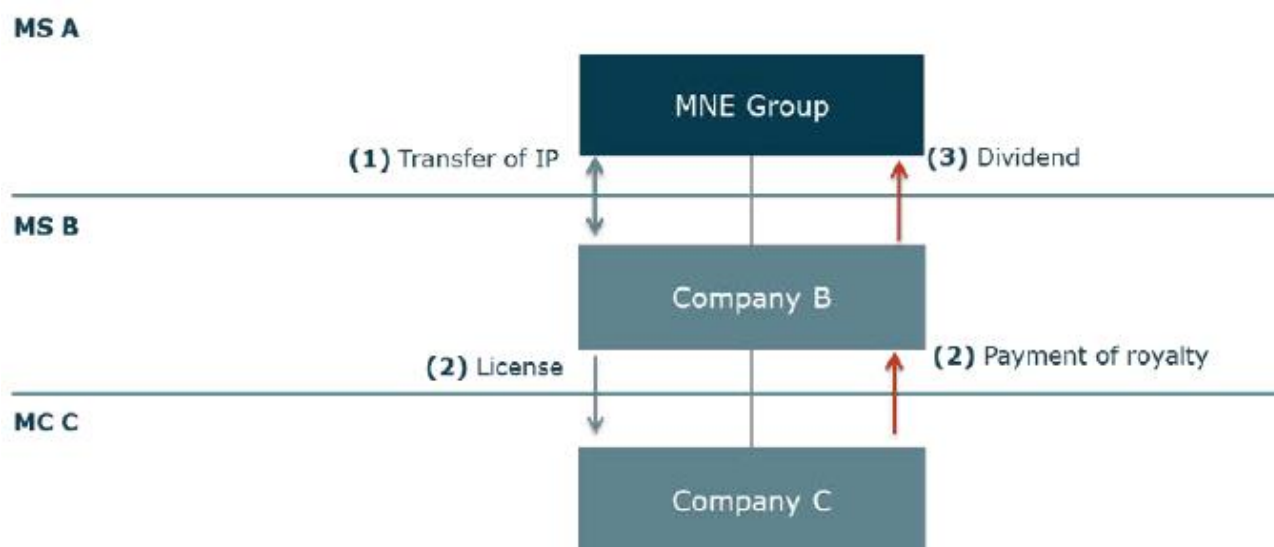 MS A
MNE Group
(1) Transfer of IP
(3) Dividend
MS B
Company B
(2) License
(2) Payment of royalty
MC C
Company C